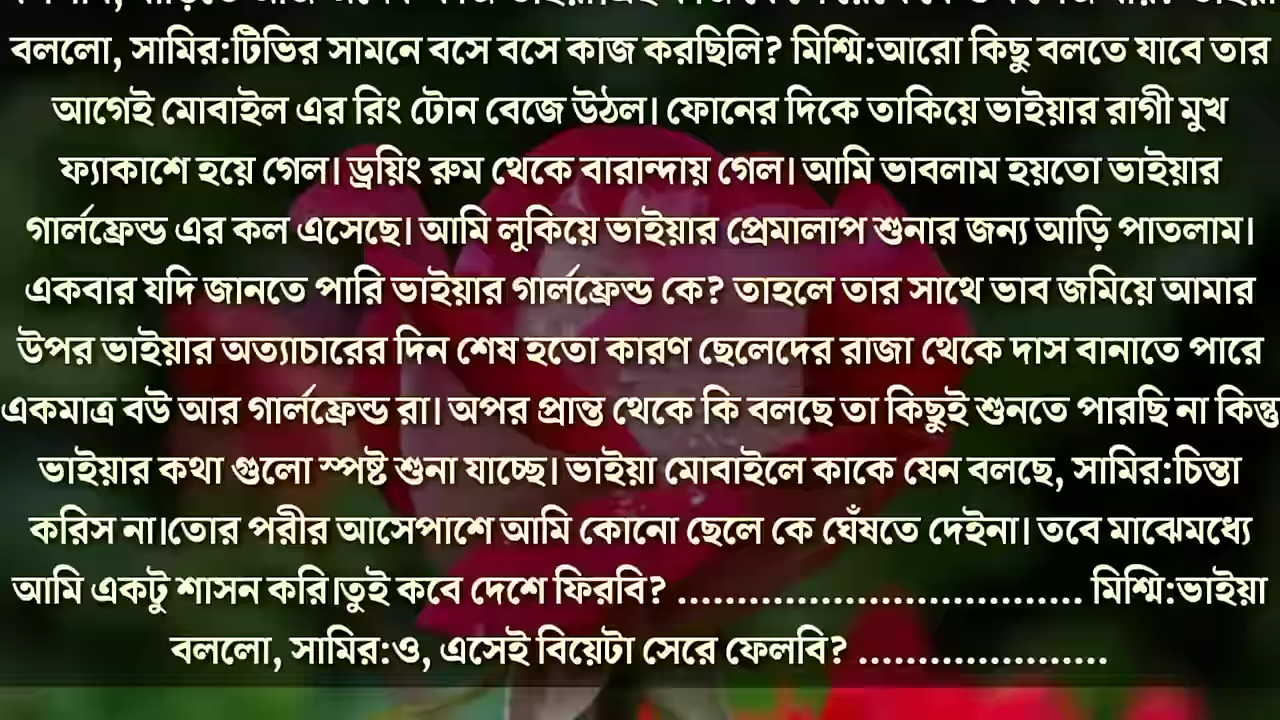 বললো, সামির:টিভির সামনে বসে বসে কাজ করছিলি? মিশ্মি:আরো কিছু বলতে যাবে তার
আগেই মোবাইল এর রিং টোন বেজে উঠল। ফোনের দিকে তাকিয়ে ভাইয়ার রাগী মুখ
ফ্যাকাশে হয়ে গেল। ড্রয়িং রুম থেকে বারান্দায় গেল। আমি ভাবলাম হয়তো ভাইয়ার
গার্লফ্রেন্ড এর কল এসেছে। আমি লুকিয়ে ভাইয়ার প্রেমালাপ শুনার জন্য আড়ি পাতলাম।
একবার যদি জানতে পারি ভাইয়ার গার্লফ্রেন্ড কে? তাহলে তার সাথে ভাব জমিয়ে আমার
উপর ভাইয়ার অত্যাচারের দিন শেষ হতো কারণ ছেলেদের রাজা থেকে দাস বানাতে পারে
একমাত্র বউ আর গার্লফ্রেন্ড রা। অপর প্রান্ত থেকে কি বলছে তা কিছুই শুনতে পারছি না কিন্তু
ভাইয়ার কথা গুলো স্পষ্ট শুনা যাচ্ছে। ভাইয়া মোবাইলে কাকে যেন বলছে, সামির:চিন্তা
করিস না।তোর পরীর আসেপাশে আমি কোনো ছেলে কে ঘেঁষতে দেইনা। তবে মাঝেমধ্যে
আমি একটু শাসন করি।তুই কবে দেশে ফিরবি? .................................. মিশ্মি:ভাইয়া
বললো, সামির:ও, এসেই বিয়েটা সেরে ফেলবি? .....................